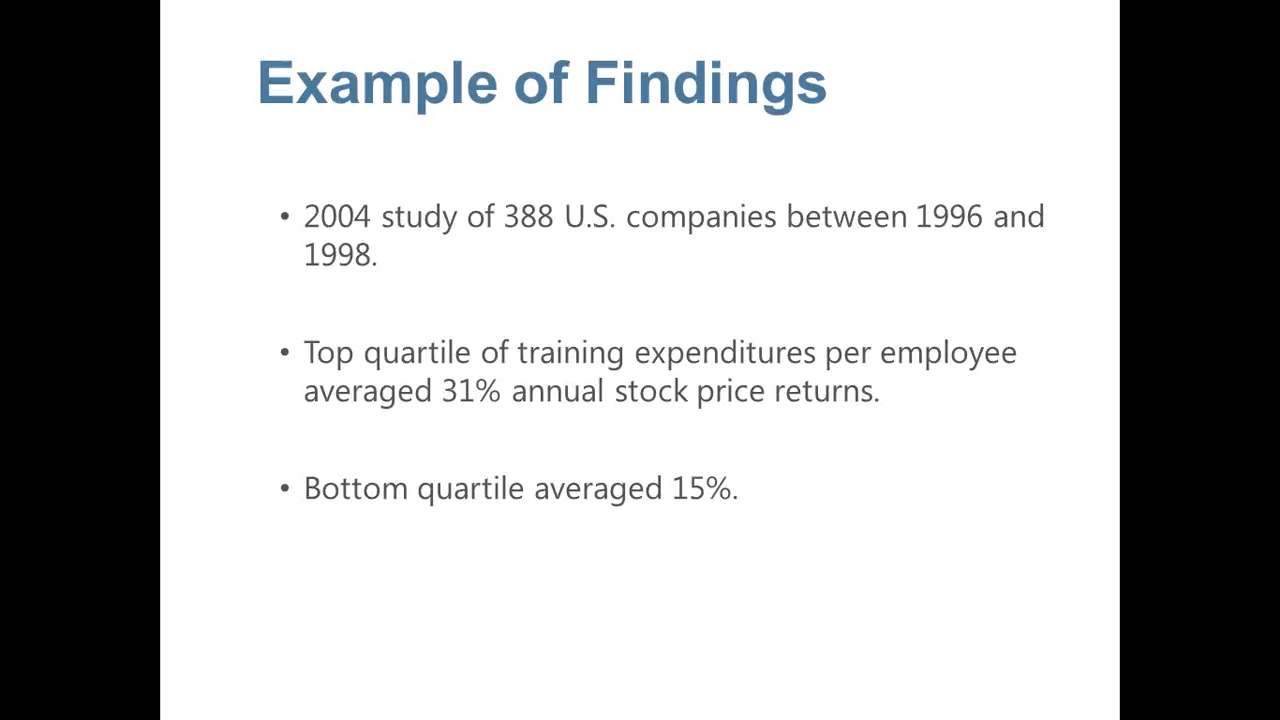 Example of Findings
• 2004 study of 388 U.S. companies between 1996 and
1998.
• Top quartile of training expenditures per employee
averaged 31% annual stock price returns.
• Bottom quartile averaged 15%.